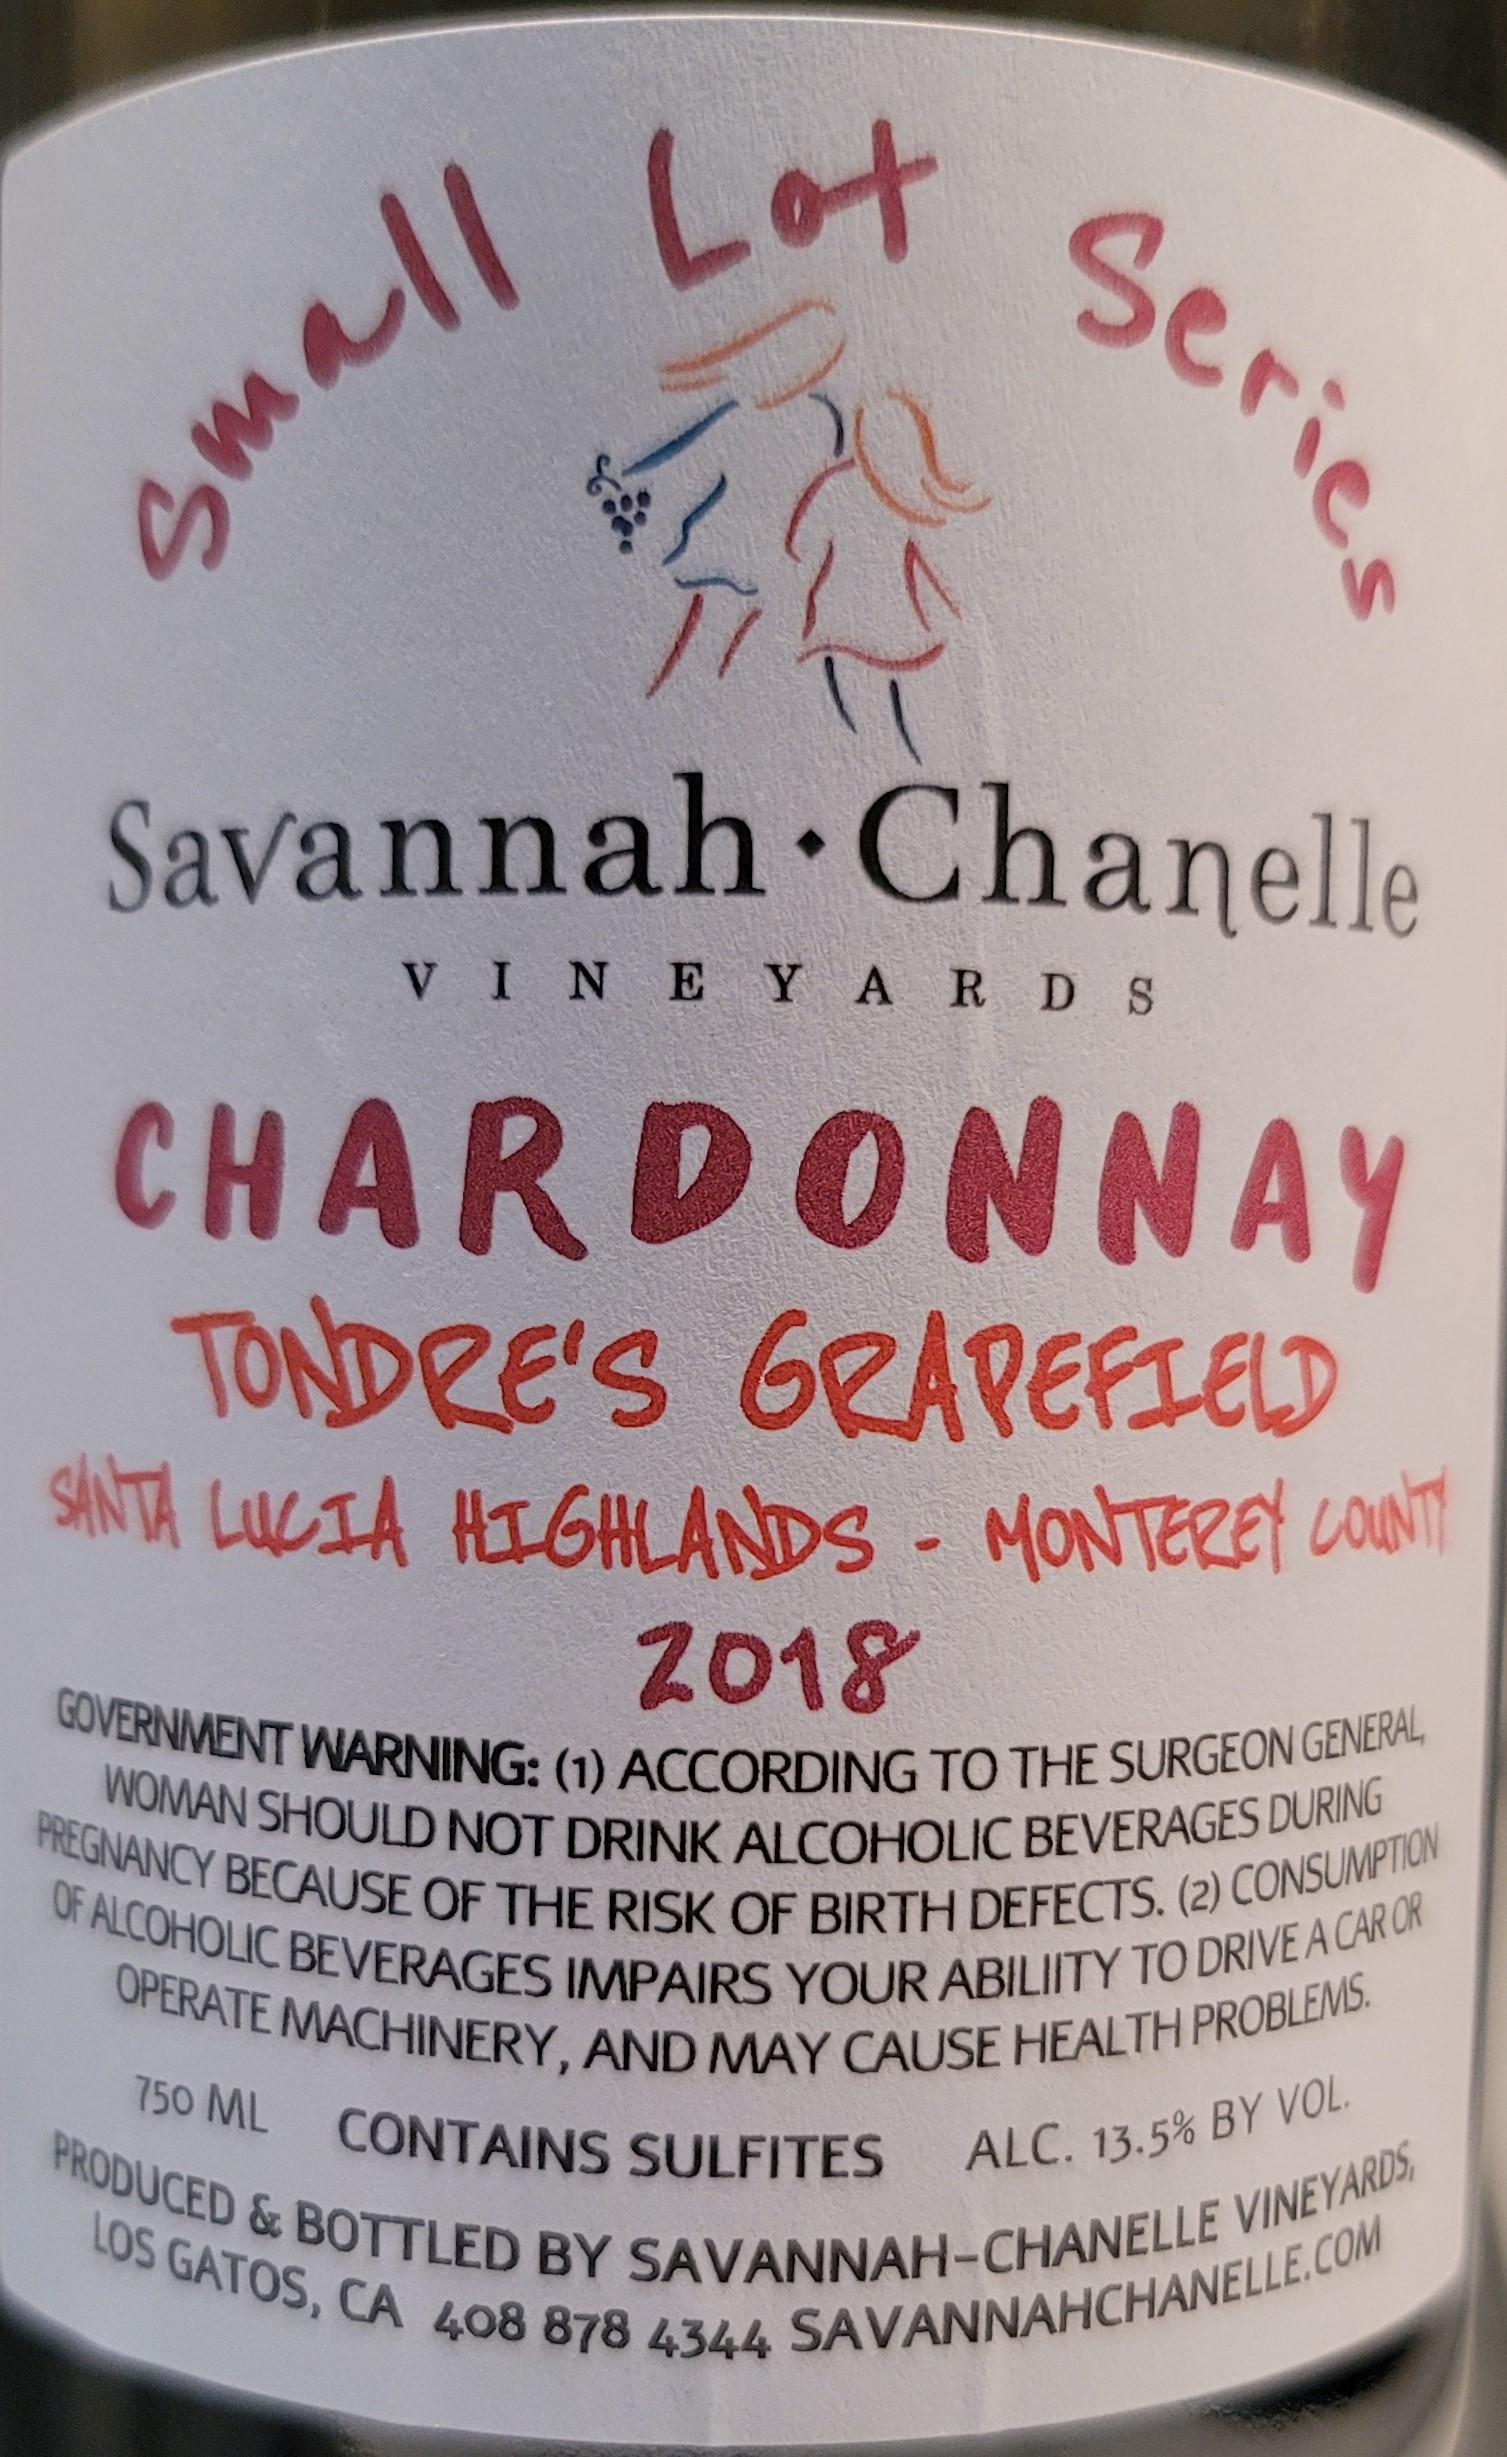 Small Lot Series
Savannah · Chanelle
VINEYARDS
CHARDONNAY
TONDRE'S GRAPEFIELD
SANTA LUCIA HIGHLANDS - MONTEREY COUNTY
2018
GOVERNMENT WARNING: (1) ACCORDING TO THE SURGEON GENERAL,
WOMAN SHOULD NOT DRINK ALCOHOLIC BEVERAGES DURING
PREGNANCY BECAUSE OF THE RISK OF BIRTH DEFECTS. (2) CONSUMPTION
OF ALCOHOLIC BEVERAGES IMPAIRS YOUR ABILIITY TO DRIVE A CAR OR
OPERATE MACHINERY, AND MAY CAUSE HEALTH PROBLEMS.
750 ML CONTAINS SULFITES ALC. 13.5% BY VOL.
PRODUCED & BOTTLED BY SAVANNAH-CHANELLE VINEYARDS,
LOS GATOS, CA 408 878 4344 SAVANNAHCHANELLE.COM